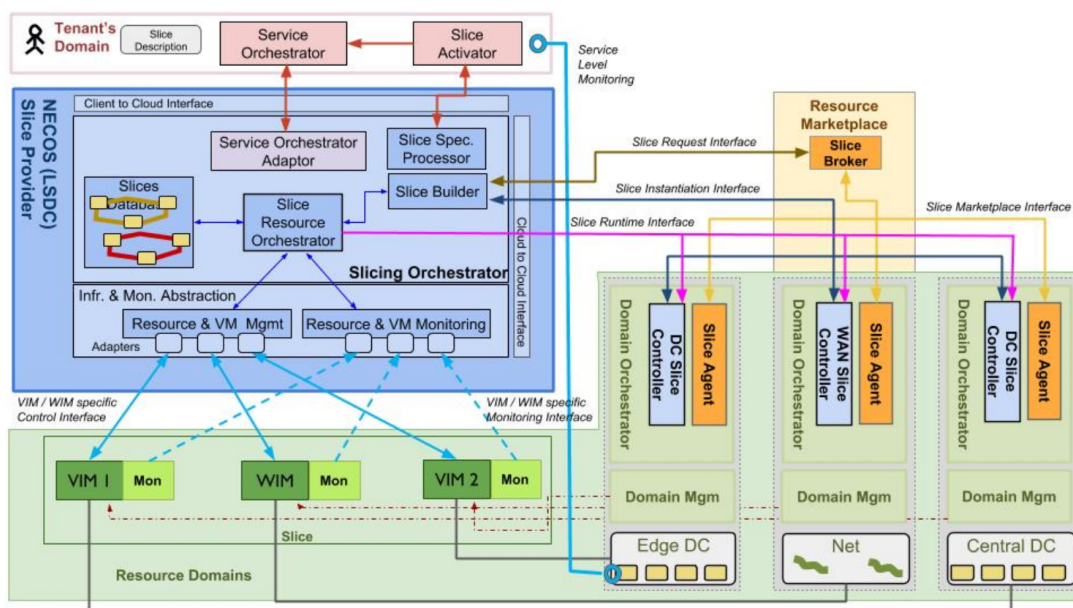 Tenant's
Domain
Slice
Description
Service
Orchestrator
Slice
Activator
Service
Level
Monitoring
NECOS (LSDC)
Slice Provider
Client to Cloud Interface
Cloud to Cloud Interface
Service Orchestrator
Adaptor
Slice Spec.
Processor
Slice Builder
Slices
Databas
Slice
Resource
Orchestrator
Slicing Orchestrator
Infr. & Mon. Abstraction
Resource & VM Mgmt
Resource & VM Monitoring
Adapters
Resource
Marketplace
Slice
Broker
Slice Request Interface
Slice Instantiation Interface
Slice Runtime Interface
Slice Marketplace Interface
VIM / WIM specific
Control Interface
VIM / WIM specific
Monitoring Interface
Domain Orchestrator
DC Slice
Controller
Slice Agent
Domain Orchestrator
WAN Slice
Controller
Slice Agent
Domain Orchestrator
DC Slice
Controller
Slice Agent
VIM 1
Mon
WIM
Mon
VIM 2
Mon
Slice
Domain Mgm
Domain Mgm
Domain Mgm
Edge DC
Net
Central DC
Resource Domains